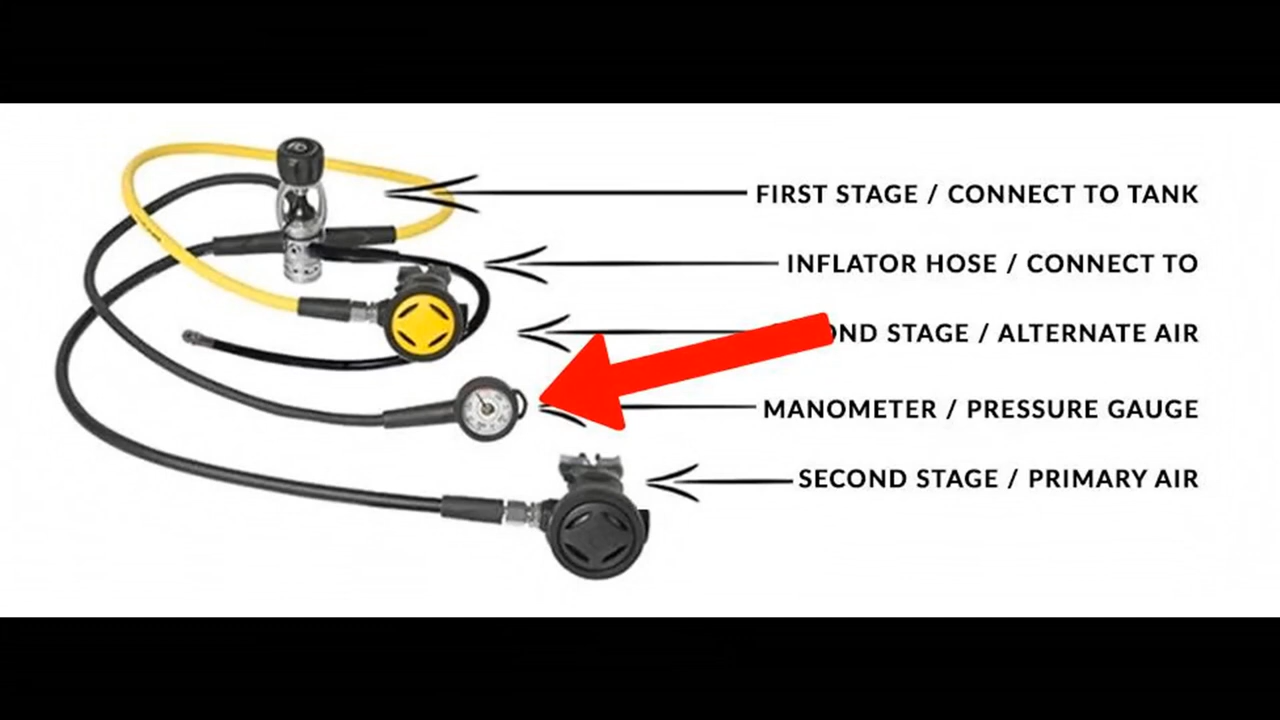 FIRST STAGE / CONNECT TO TANK
INFLATOR HOSE / CONNECT TO
STAGE / ALTERNATE AIR
MANOMETER / PRESSURE GAUGE
SECOND STAGE / PRIMARY AIR